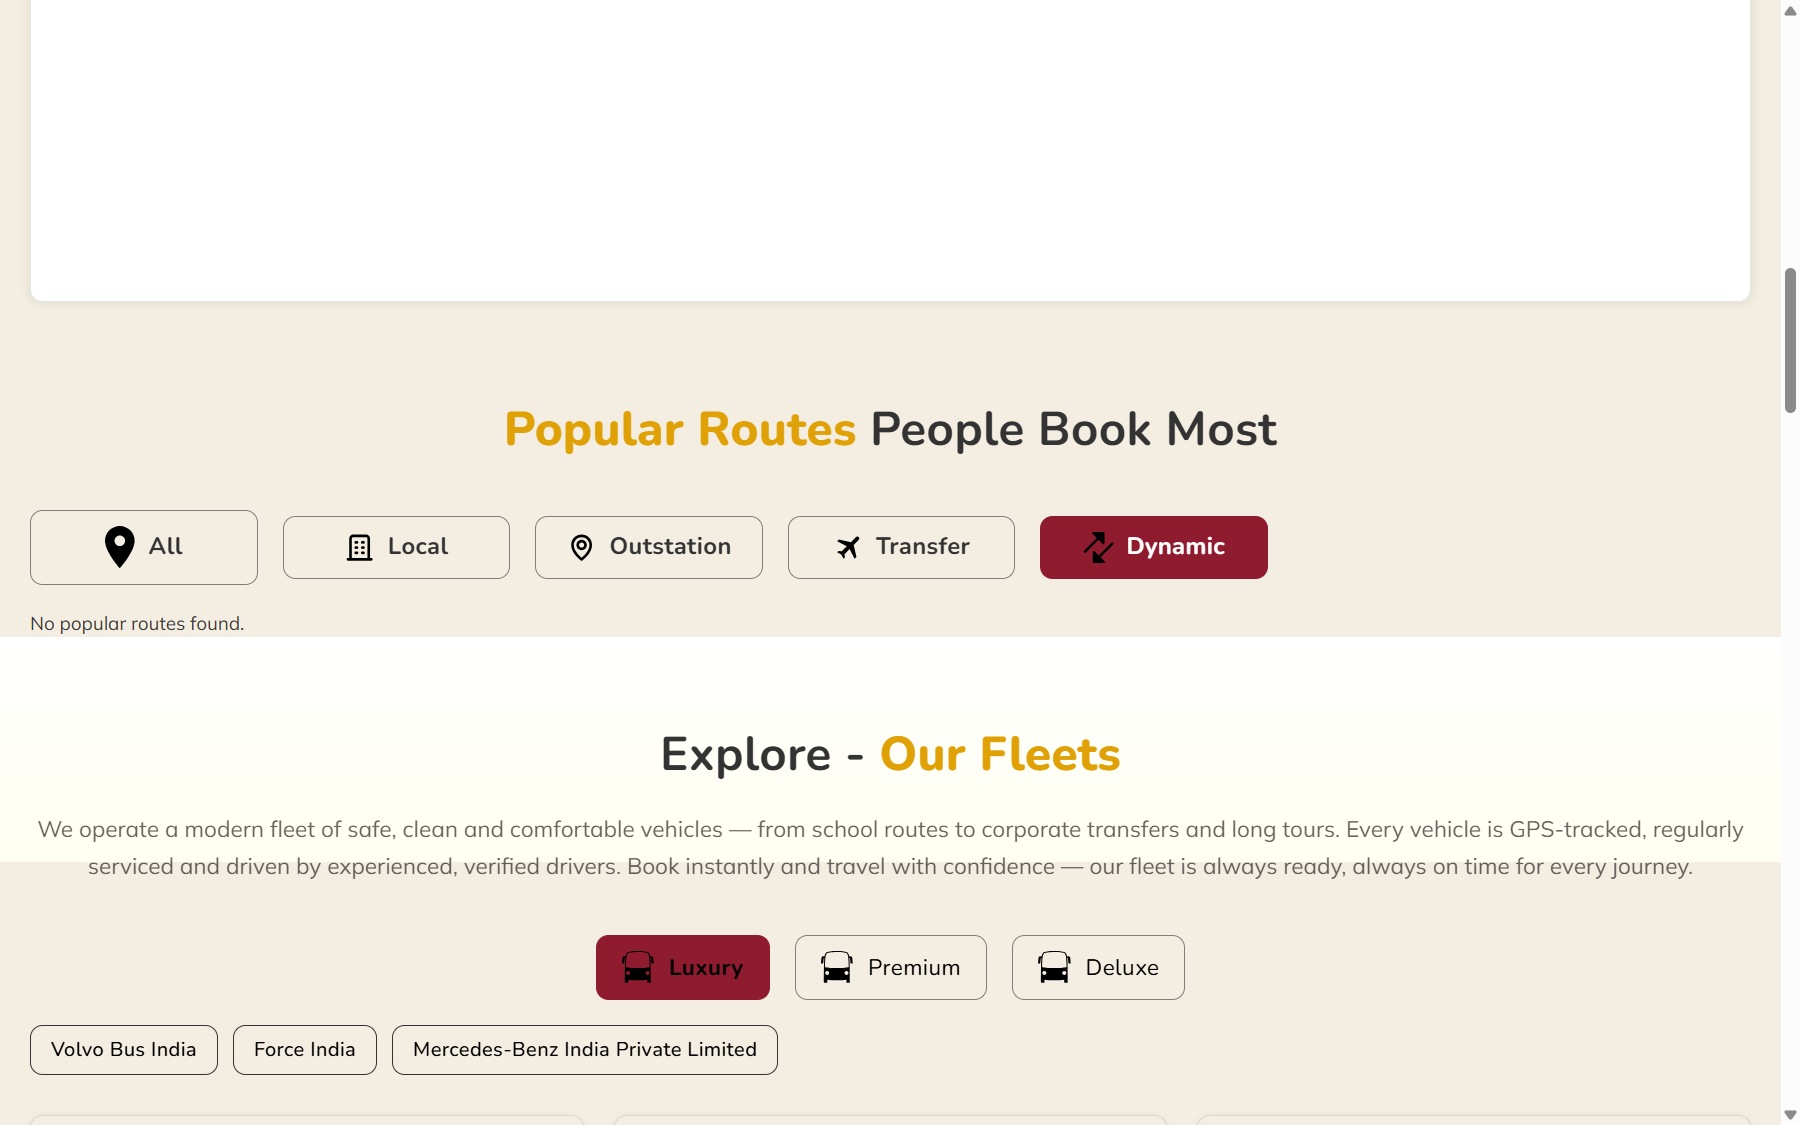 Popular Routes People Book Most
All
Local
Outstation
Transfer
Dynamic
No popular routes found.
Explore - Our Fleets
We operate a modern fleet of safe, clean and comfortable vehicles — from school routes to corporate transfers and long tours. Every vehicle is GPS-tracked, regularly
serviced and driven by experienced, verified drivers. Book instantly and travel with confidence — our fleet is always ready, always on time for every journey.
Luxury
Premium
Deluxe
Volvo Bus India
Force India
Mercedes-Benz India Private Limited